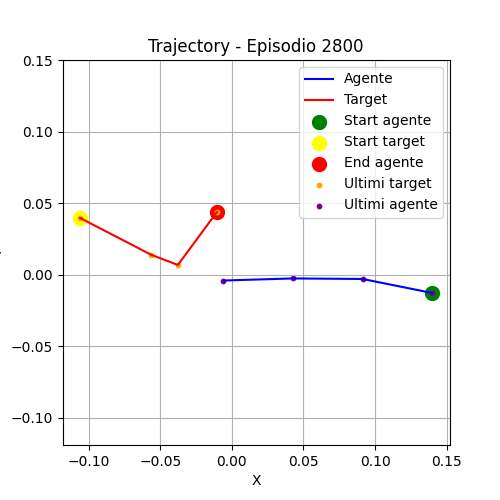 Trajectory - Episodio 2800
Agente
Target
Start agente
Start target
End agente
Ultimi target
Ultimi agente
0.15
0.10
0.05
0.00
−0.05
−0.10
−0.10
−0.05
0.00
0.05
0.10
0.15
X